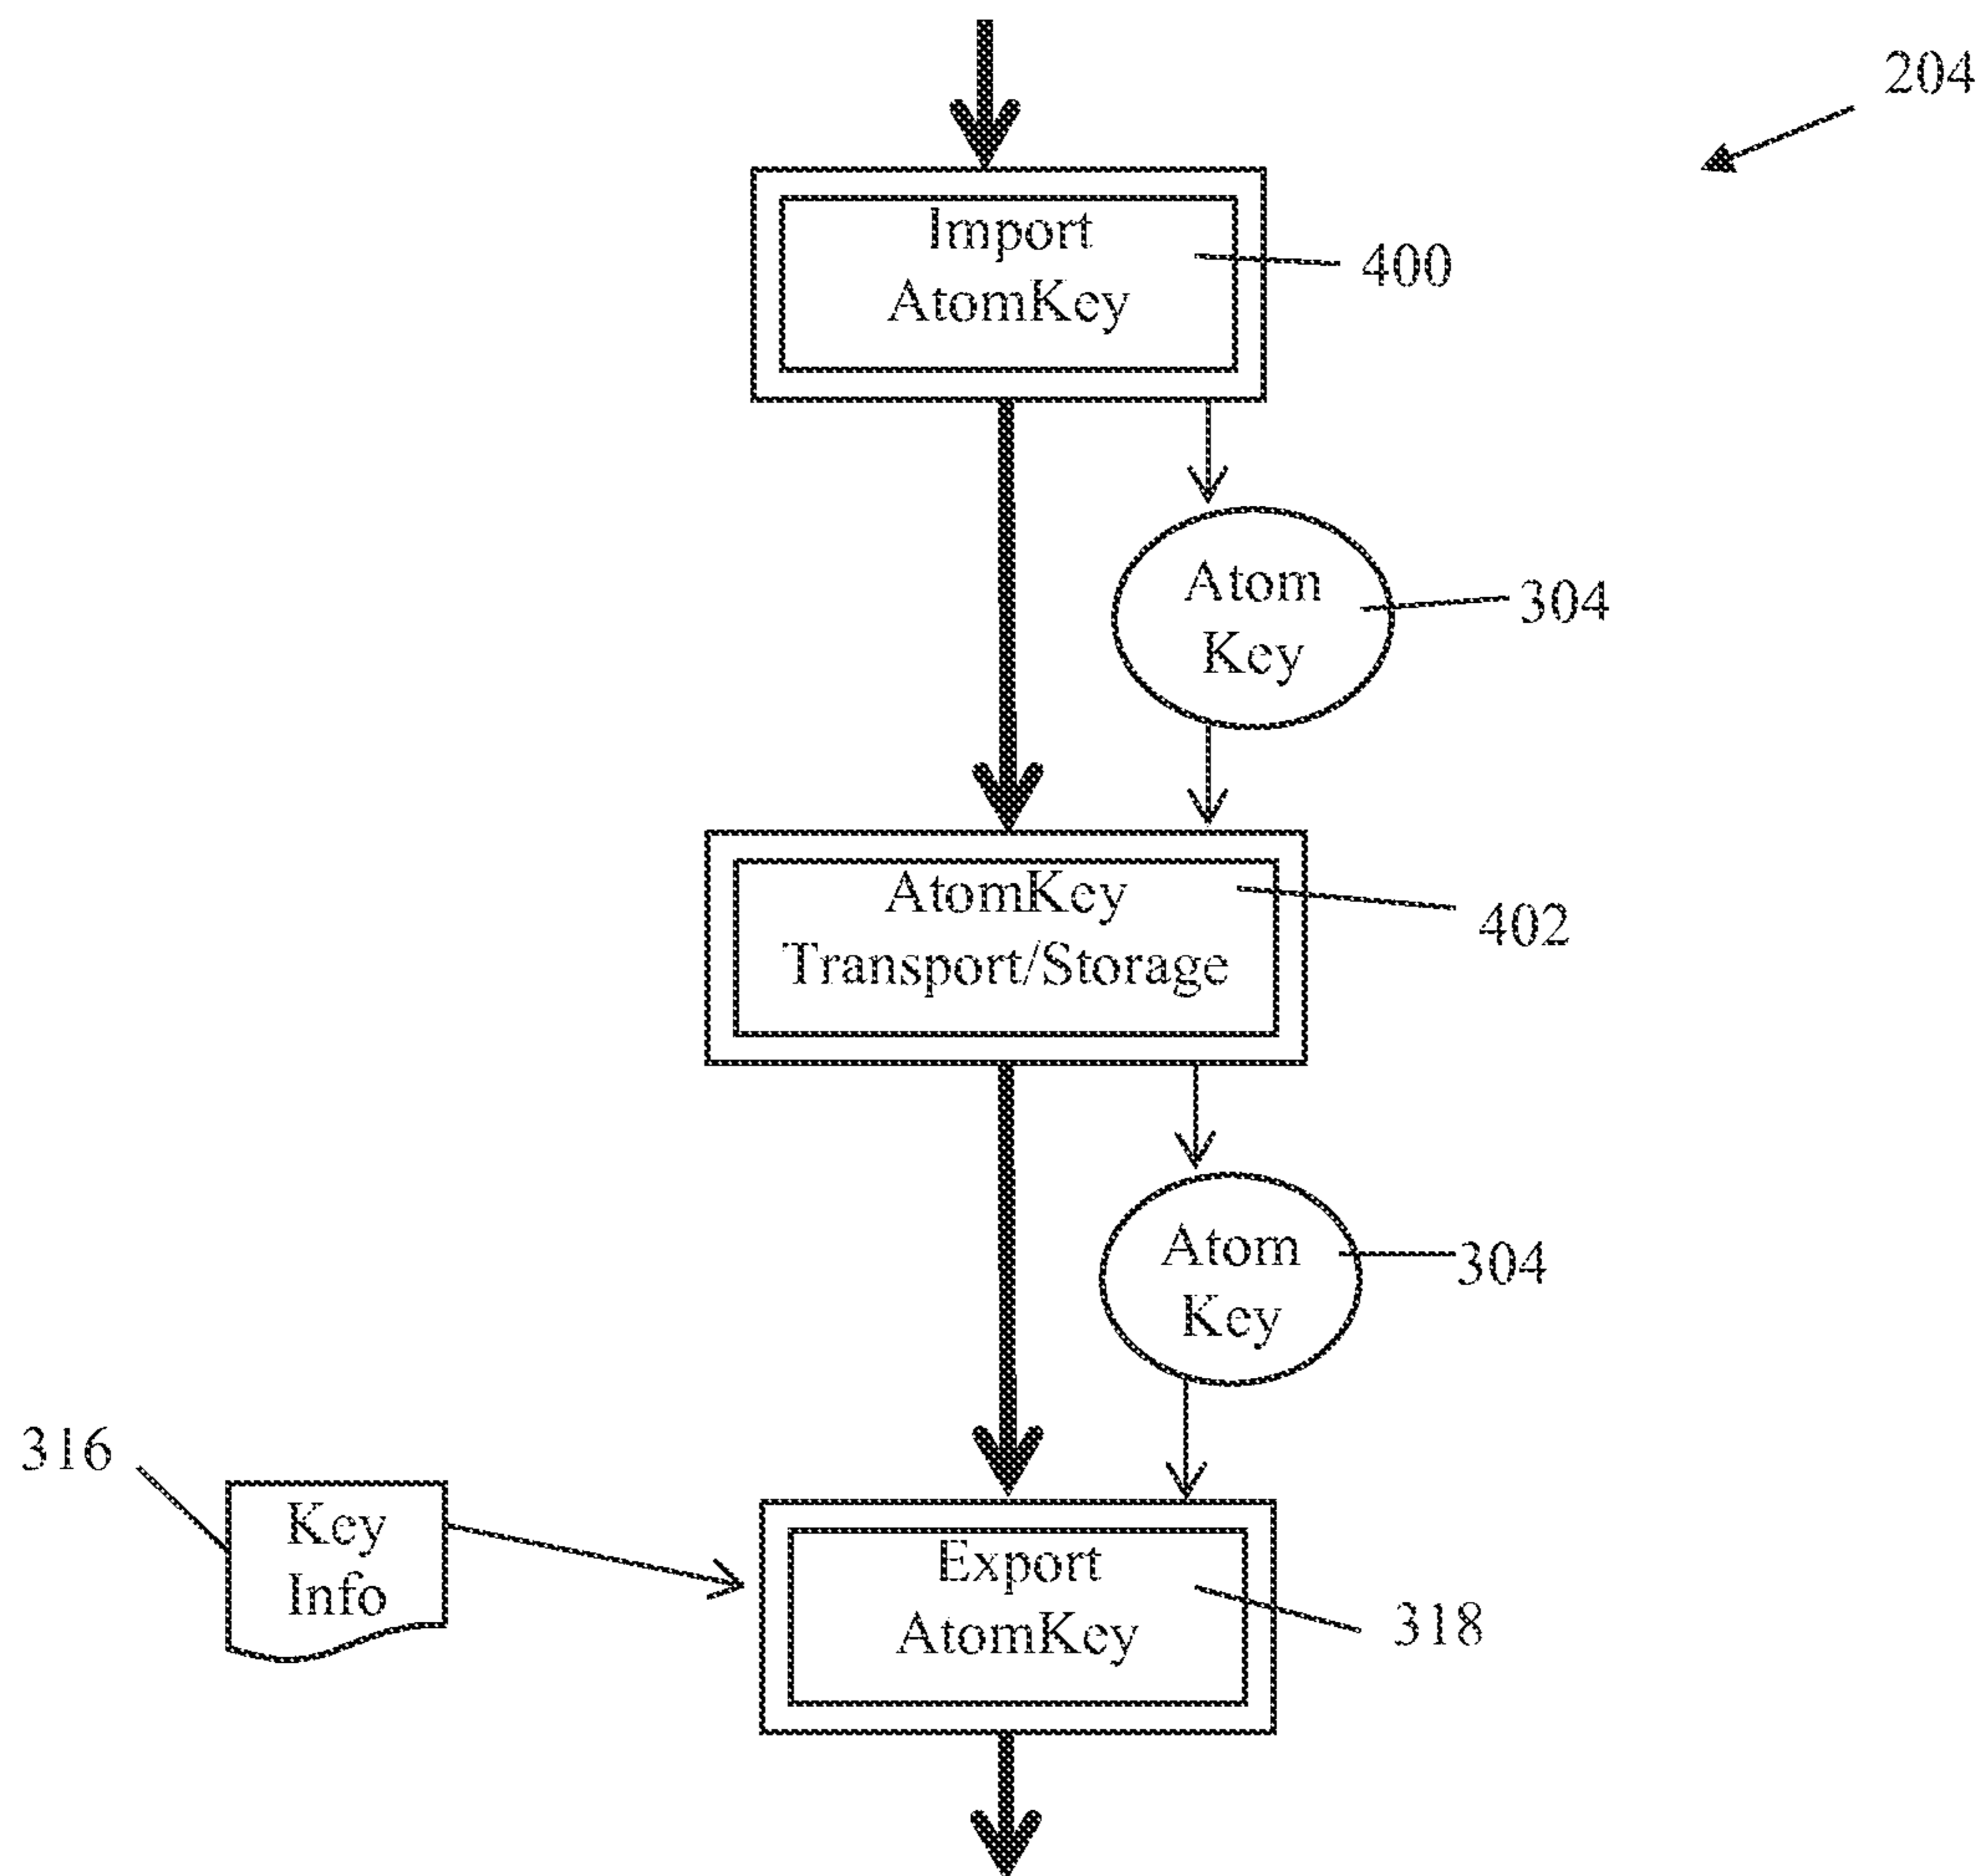 204
Import
AtomKey
400
Atom
Key
304
AtomKey
Transport/Storage
402
Atom
Key
304
316
Key
Info
Export
AtomKey
318